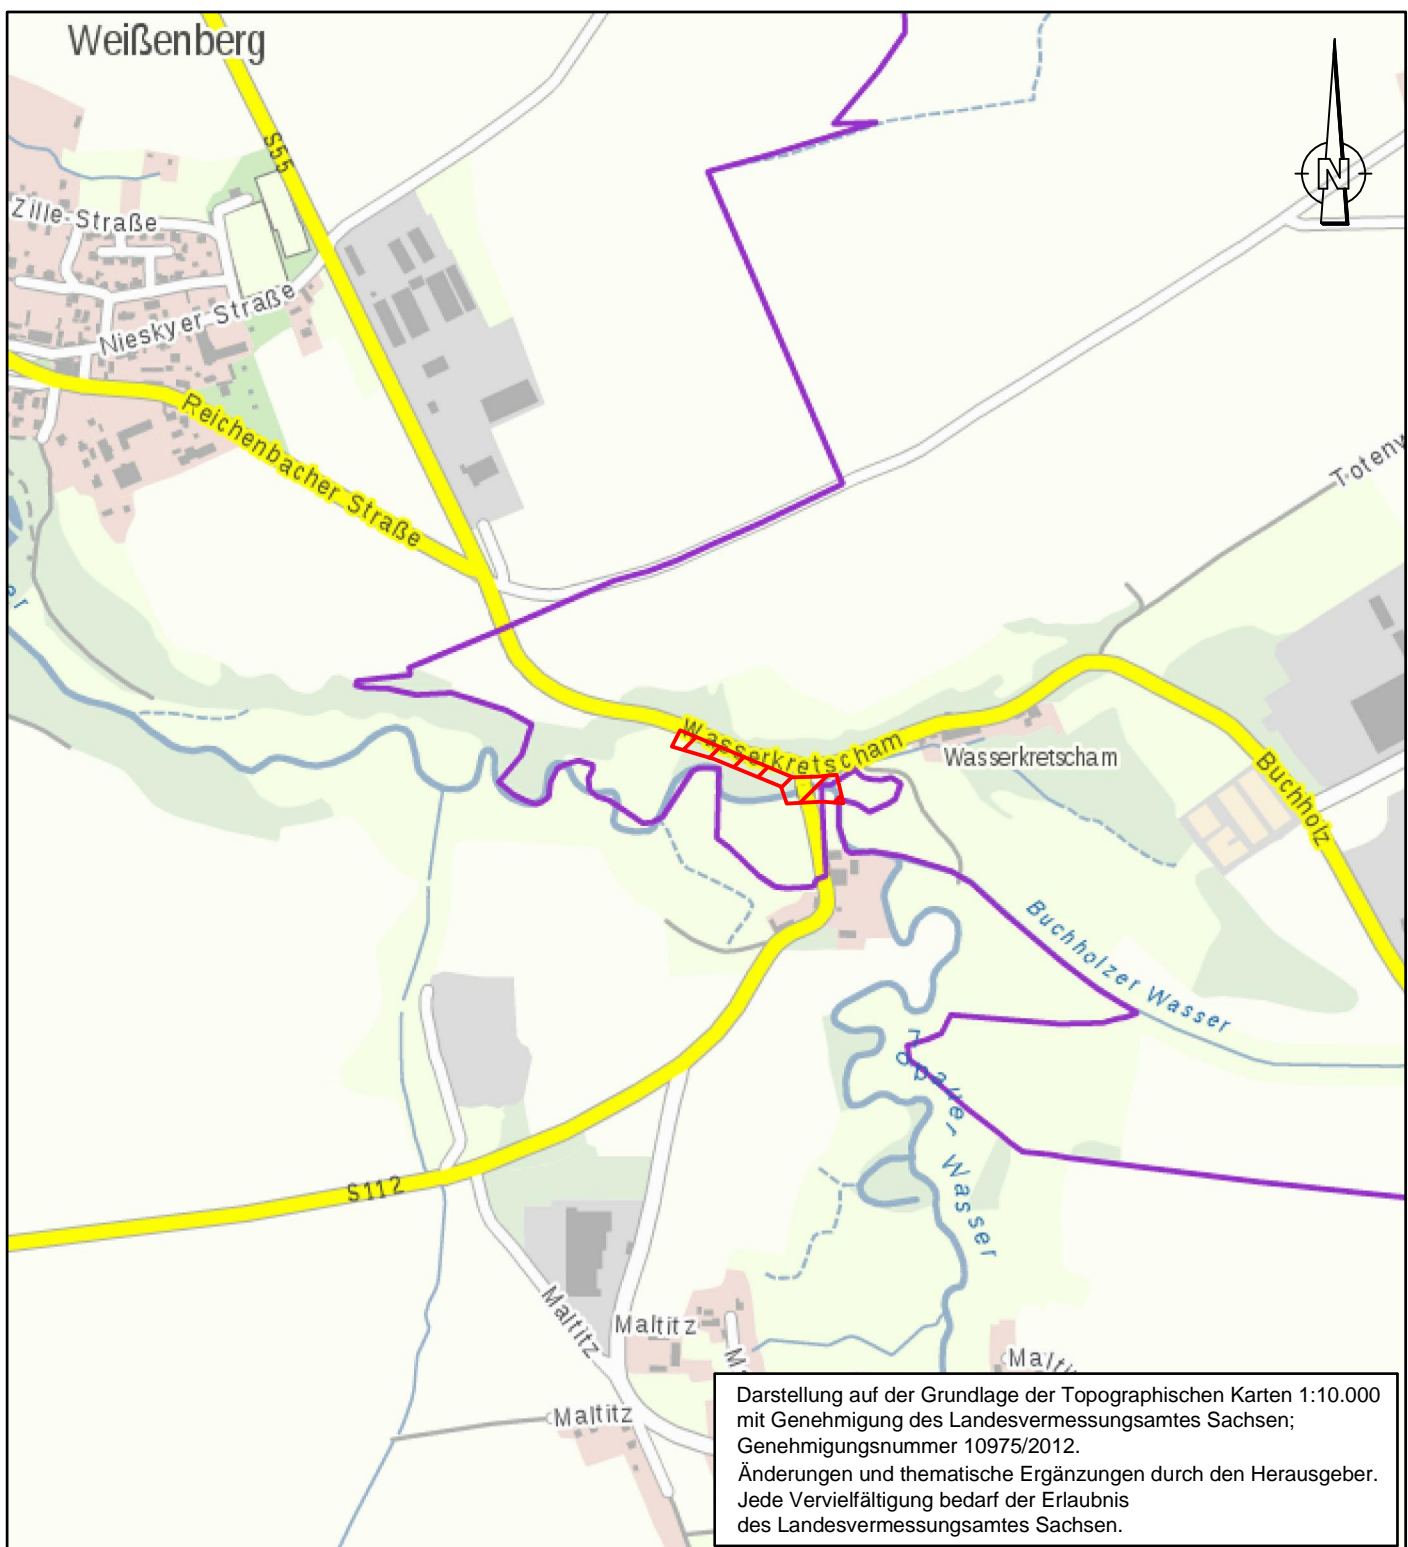 Weißenberg
S55
N
Zille-Straße
Nieskyer Straße
Reichenbacher Straße
Wasserkretscham
Wasserkretscham
Buchholz
Buchholzer Wasser
Wasser
S112
Maltitz
Maltitz
Maltitz
Darstellung auf der Grundlage der Topographischen Karten 1:10.000
mit Genehmigung des Landesvermessungsamtes Sachsen;
Genehmigungsnummer 10975/2012.
Änderungen und thematische Ergänzungen durch den Herausgeber.
Jede Vervielfältigung bedarf der Erlaubnis
des Landesvermessungsamtes Sachsen.